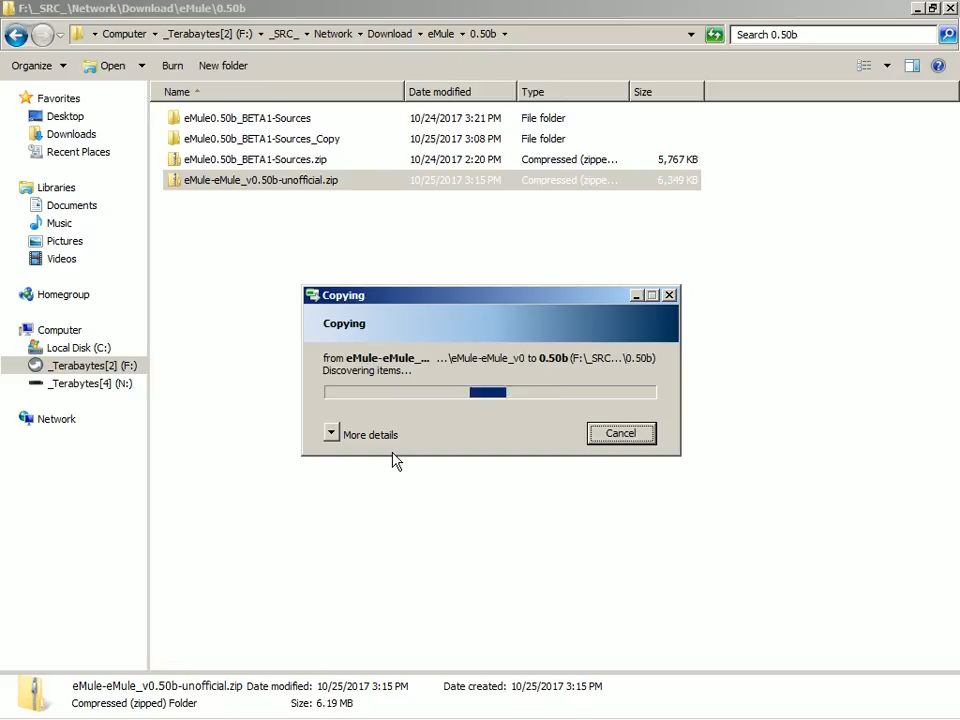 F:\_SRC_\Network\Download\eMule\0.50b
Computer _Terabaytes[2] (F:) _SRC_ Network Download eMule 0.50b Search 0.50b
Organize Open Burn New folder
Name Date modified Type Size
Favorites
Desktop
Downloads
Recent Places
Libraries
Documents
Music
Pictures
Videos
Homegroup
Computer
Local Disk (C:)
_Terabaytes[2] (F:)
_Terabytes[4] (N:)
Network
eMule0.50b_BETA1-Sources 10/24/2017 3:21 PM File folder
eMule0.50b_BETA1-Sources_Copy 10/25/2017 3:08 PM File folder
eMule0.50b_BETA1-Sources.zip 10/24/2017 2:20 PM Compressed (zippe... 5,767 KB
eMule-eMule_v0.50b-unofficial.zip 10/25/2017 3:15 PM Compressed (zippe... 6,349 KB
Copying
Copying
from eMule-eMule_... ...\eMule-eMule_v0 to 0.50b (F:\_SRC...\0.50b)
Discovering items...
More details Cancel
eMule-eMule_v0.50b-unofficial.zip Date modified: 10/25/2017 3:15 PM Date created: 10/25/2017 3:15 PM
Compressed (zipped) Folder Size: 6.19 MB